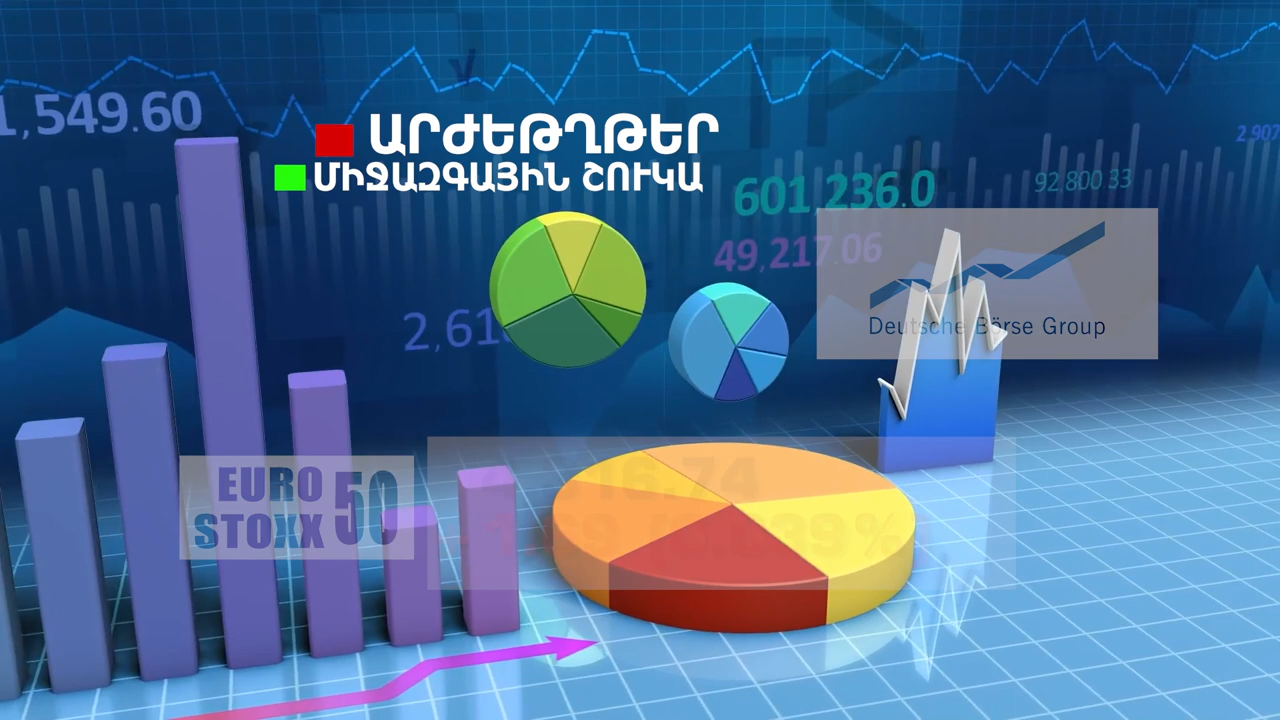 1,549.60
ԱՐԺԵԹՂԹԵՐ
ՄԻՋԱԶԳԱՅԻՆ ՇՈՒԿԱ
601,236.0
92.800.33
49,217.06
Deutsche Börse Group
EURO
STOXX 50